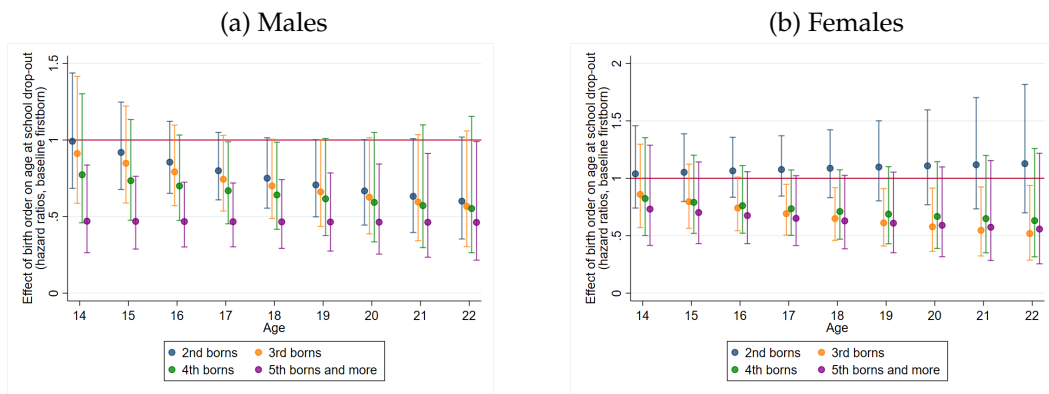 (a) Males
Effect of birth order on age at school drop-out
(hazard ratios, baseline firstborn)
1.5
1
.5
0
14 15 16 17 18 19 20 21 22
Age
2nd borns 3rd borns
4th borns 5th borns and more
(b) Females
Effect of birth order on age at school drop-out
(hazard ratios, baseline firstborn)
2
1.5
1
.5
0
14 15 16 17 18 19 20 21 22
Age
2nd borns 3rd borns
4th borns 5th borns and more